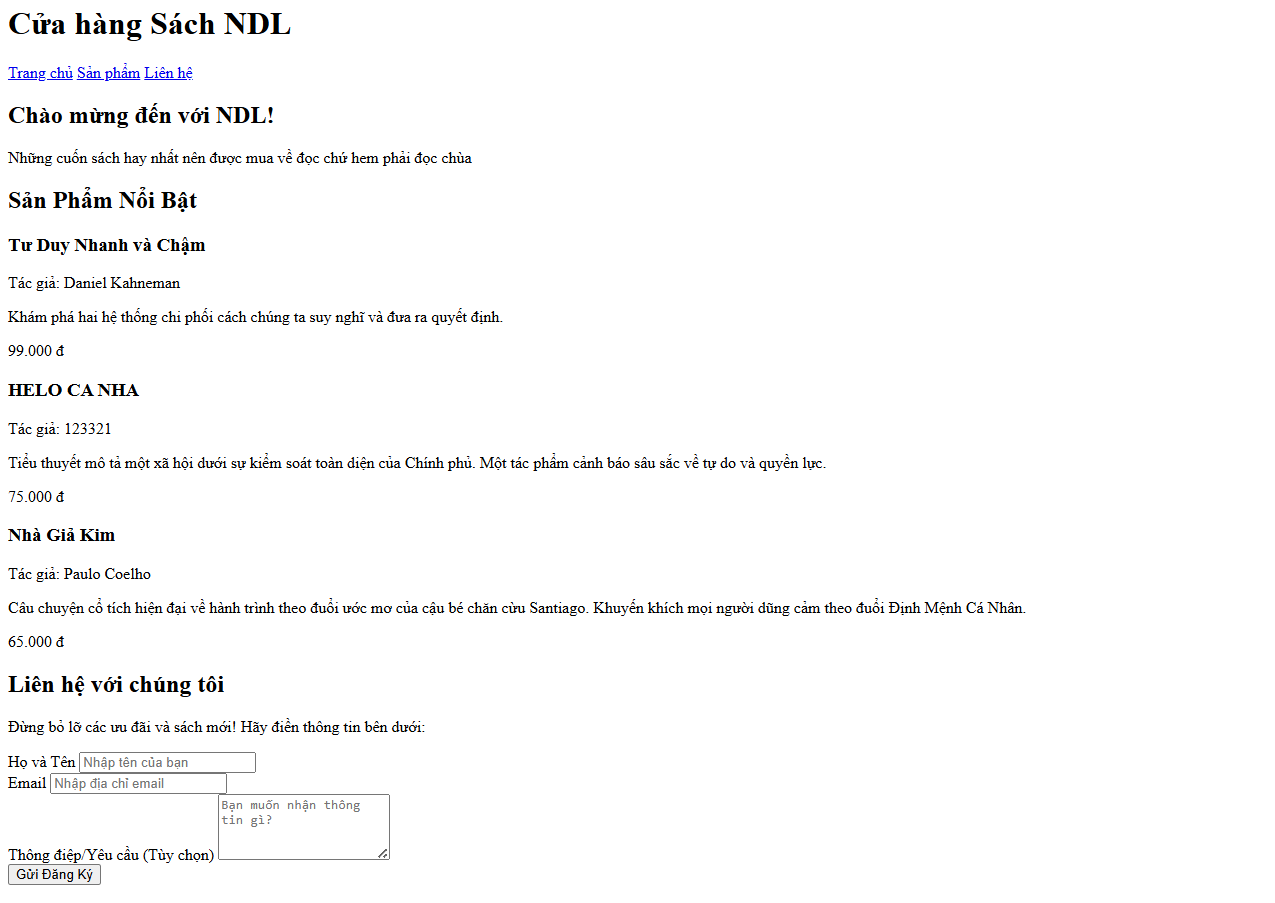 Cửa hàng Sách NDL
Trang chủ Sản phẩm Liên hệ
Chào mừng đến với NDL!
Những cuốn sách hay nhất nên được mua về đọc chứ hem phải đọc chùa
Sản Phẩm Nổi Bật
Tư Duy Nhanh và Chậm
Tác giả: Daniel Kahneman
Khám phá hai hệ thống chi phối cách chúng ta suy nghĩ và đưa ra quyết định.
99.000 đ
HELO CA NHA
Tác giả: 123321
Tiểu thuyết mô tả một xã hội dưới sự kiểm soát toàn diện của Chính phủ. Một tác phẩm cảnh báo sâu sắc về tự do và quyền lực.
75.000 đ
Nhà Giả Kim
Tác giả: Paulo Coelho
Câu chuyện cổ tích hiện đại về hành trình theo đuổi ước mơ của cậu bé chăn cừu Santiago. Khuyến khích mọi người dũng cảm theo đuổi Định Mệnh Cá Nhân.
65.000 đ
Liên hệ với chúng tôi
Đừng bỏ lỡ các ưu đãi và sách mới! Hãy điền thông tin bên dưới:
Họ và Tên Nhập tên của bạn
Email Nhập địa chỉ email
Bạn muốn nhận thông
tin gì?
Thông điệp/Yêu cầu (Tùy chọn)
Gửi Đăng Ký